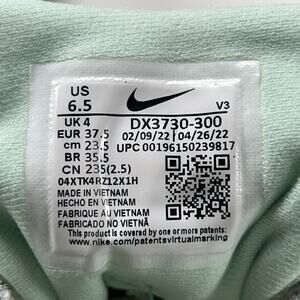 US
6.5
V3
UK 4
DX3730-300
EUR 37.5
02/09/22 04/26/22
cm 23.5
UPC 00196150239817
BR 35.5
CN 235(2.5)
04XTK4RZ12X1H
MADE IN VIETNAM
HECHO EN VIETNAM
FABRIQUE AU VIETNAM
FABRICADO NO VIETNÃ
This product is covered by one or more patents:
www.nike.com/patentsvirtualmarking